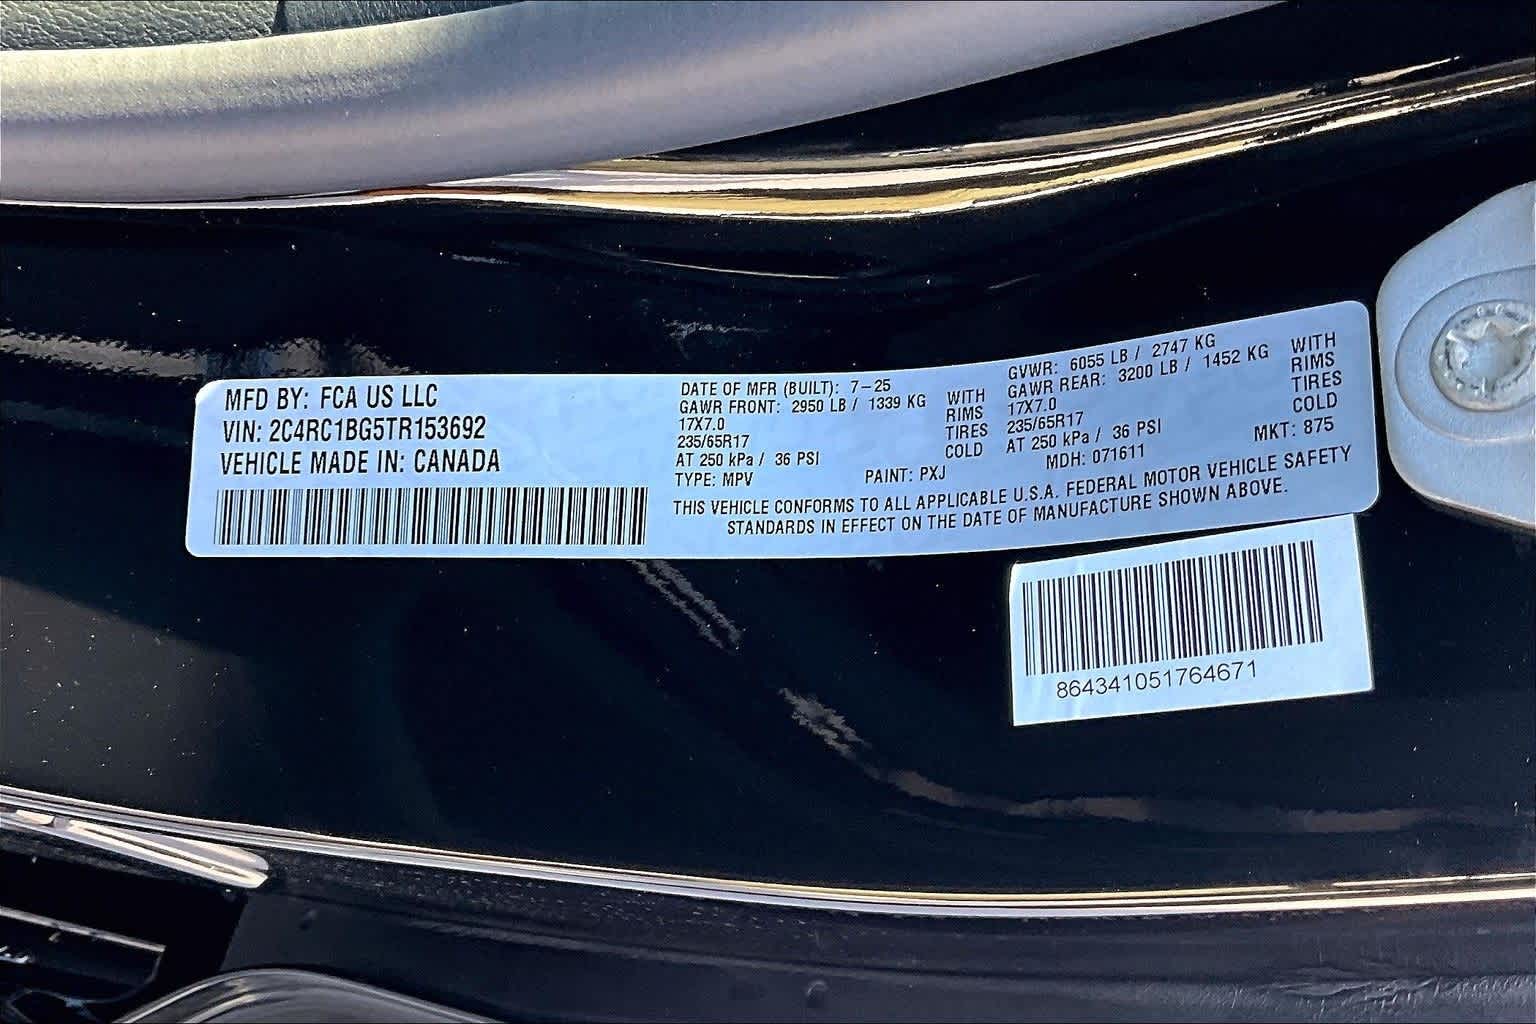 MFD BY: FCA US LLC
VIN: 2C4RC1BG5TR153692
VEHICLE MADE IN: CANADA
DATE OF MFR (BUILT): 7-25
GAWR FRONT: 2950 LB / 1339 KG WITH
17X7.0 RIMS
235/65R17 TIRES
AT 250 kPa / 36 PSI COLD
TYPE: MPV PAINT: PXJ
GVWR: 6055 LB / 2747 KG
GAWR REAR: 3200 LB / 1452 KG WITH
17X7.0 RIMS
235/65R17 TIRES
AT 250 kPa / 36 PSI COLD
MDH: 071611 MKT: 875
THIS VEHICLE CONFORMS TO ALL APPLICABLE U.S.A. FEDERAL MOTOR VEHICLE SAFETY
STANDARDS IN EFFECT ON THE DATE OF MANUFACTURE SHOWN ABOVE.
864341051764671